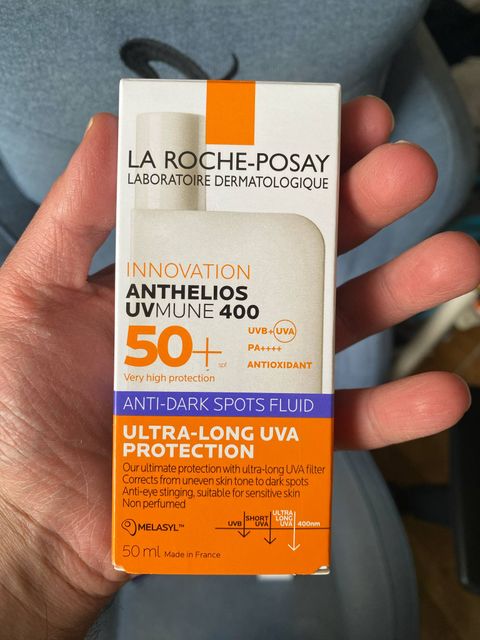 LA ROCHE-POSAY
LABORATOIRE DERMATOLOGIQUE
INNOVATION
ANTHELIOS
UVMUNE 400
50+ spf
Very high protection
UVB+UVA
PA++++
ANTIOXIDANT
ANTI-DARK SPOTS FLUID
ULTRA-LONG UVA
PROTECTION
Our ultimate protection with ultra-long UVA filter
Corrects from uneven skin tone to dark spots
Anti-eye stinging, suitable for sensitive skin
Non perfumed
MELASYL™
UVB
SHORT
UVA
ULTRA
LONG
UVA
400nm
50 ml Made in France